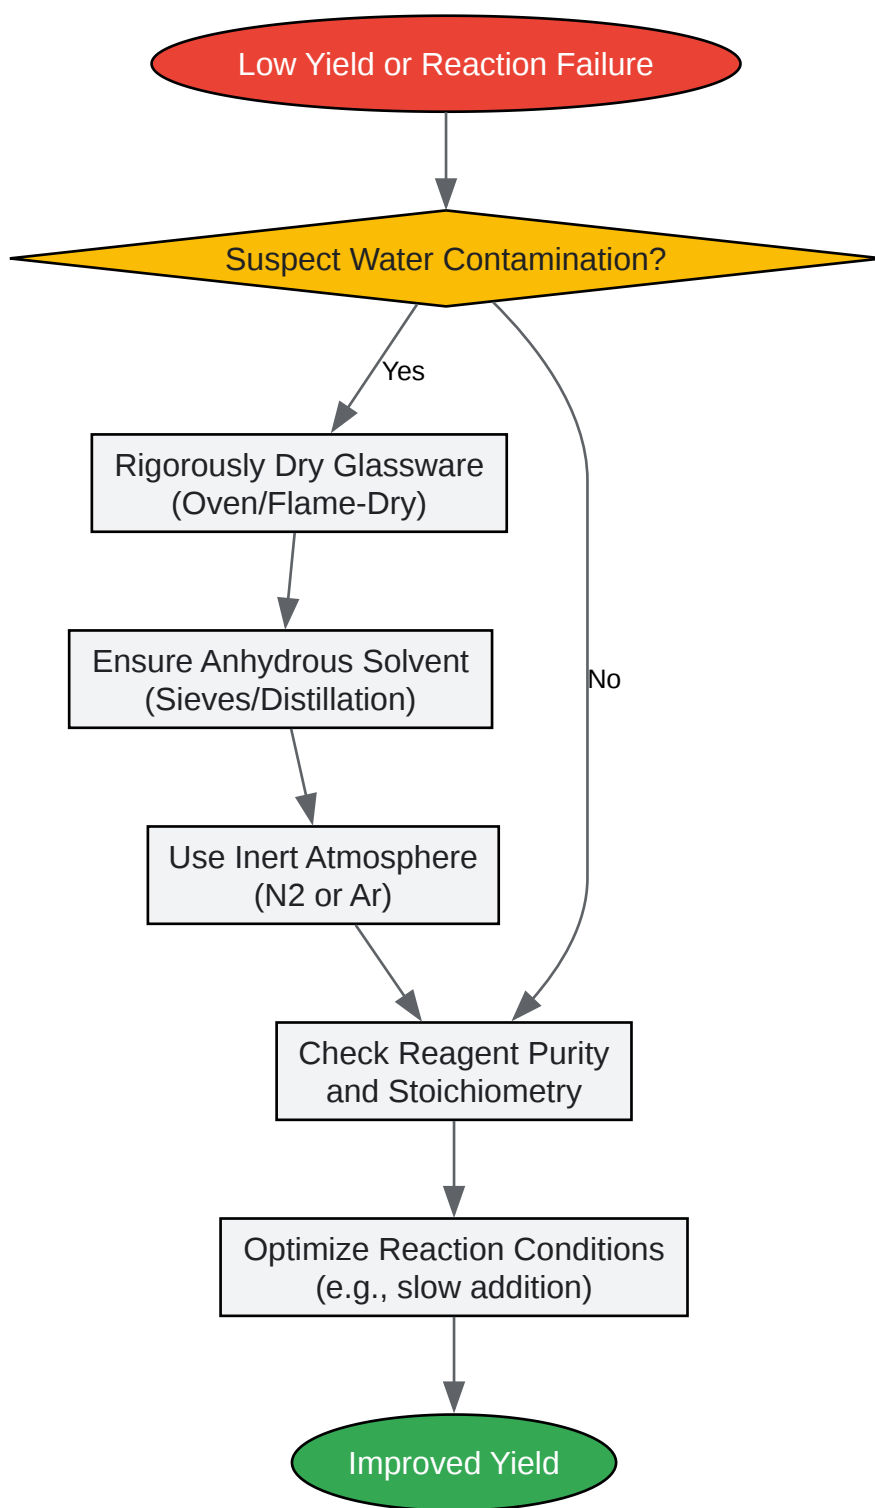 Low Yield or Reaction Failure
Suspect Water Contamination?
Yes
Rigorously Dry Glassware
(Oven/Flame-Dry)
Ensure Anhydrous Solvent
(Sieves/Distillation)
No
Use Inert Atmosphere
(N2 or Ar)
Check Reagent Purity
and Stoichiometry
Optimize Reaction Conditions
(e.g., slow addition)
Improved Yield